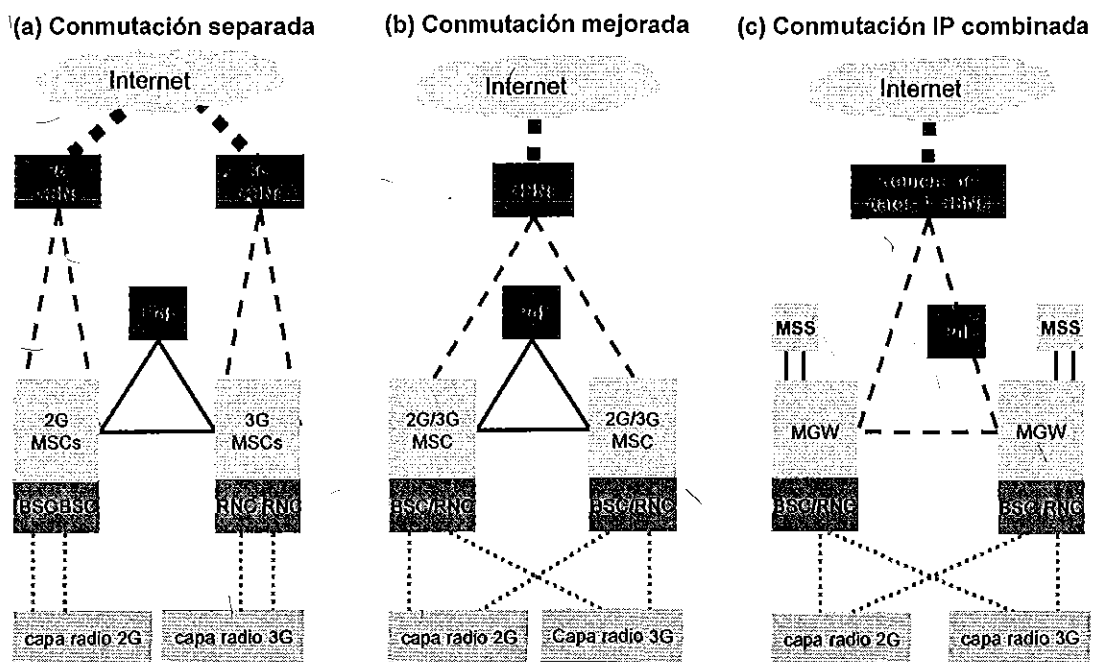 (a) Conmutación separada
(b) Conmutación mejorada
(c) Conmutación IP combinada
Internet
Internet
Internet
MSS
MSS
2G
MSCs
3G
MSCs
2G/3G
MSC
2G/3G
MSC
MGW
MGW
BSC BSC
RNC RNC
BSC/RNC
BSC/RNC
BSC/RNC
BSC/RNC
capa radio 2G
capa radio 3G
capa radio 2G
Capa radio 3G
capa radio 2G
capa radio 3G